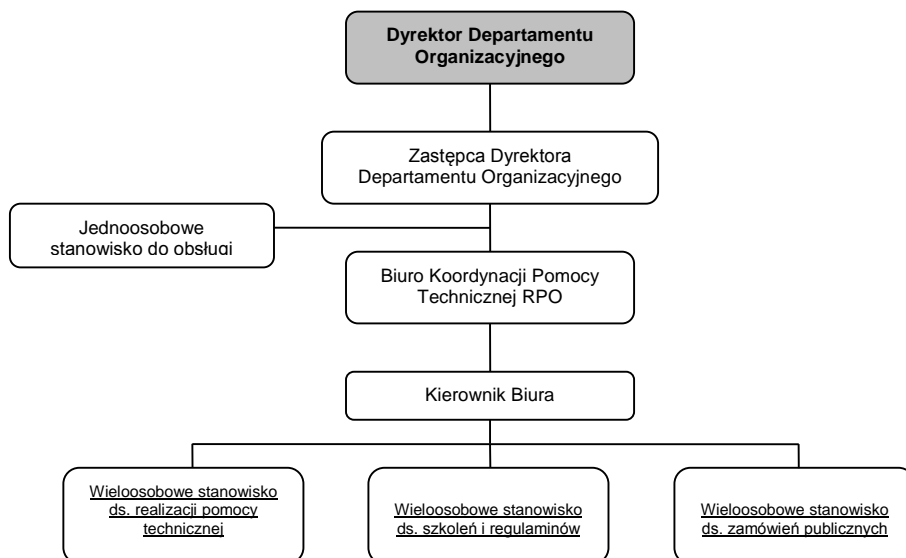 Dyrektor Departamentu
Organizacyjnego
Zastępca Dyrektora
Departamentu Organizacyjnego
Jednoosobowe
stanowisko do obsługi
Biuro Koordynacji Pomocy
Technicznej RPO
Kierownik Biura
Wieloosobowe stanowisko
ds. realizacji pomocy
technicznej
Wieloosobowe stanowisko
ds. szkoleń i regulaminów
Wieloosobowe stanowisko
ds. zamówień publicznych